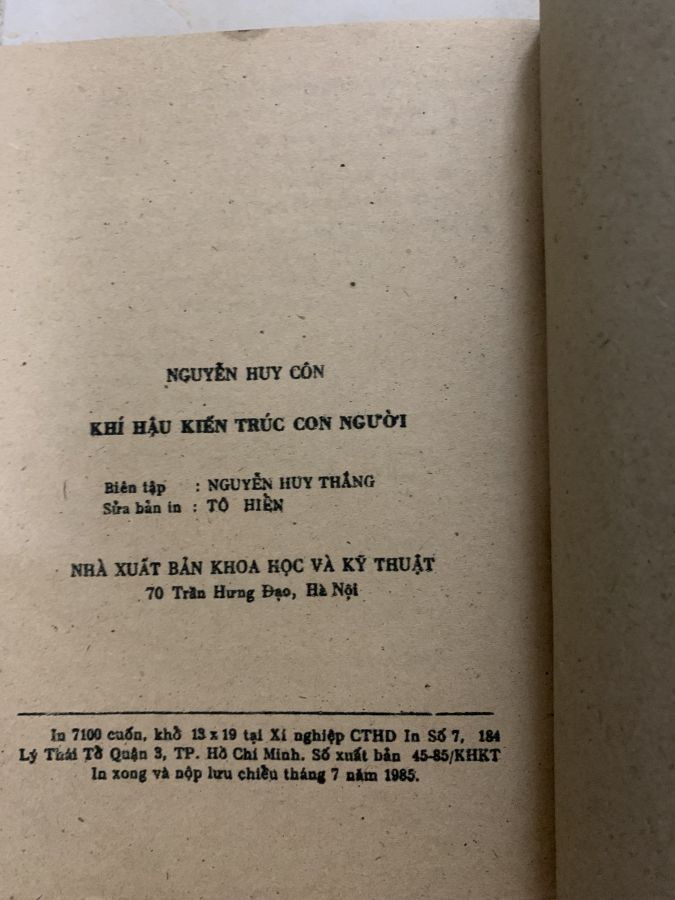 NGUYỄN HUY CÔN
KHÍ HẬU KIẾN TRÚC CON NGƯỜI
Biên tập : NGUYỄN HUY THẮNG
Sửa bản in : TÔ HIỀN
NHÀ XUẤT BẢN KHOA HỌC VÀ KỸ THUẬT
70 Trần Hưng Đạo, Hà Nội
In 7100 cuốn, khổ 13 x 19 tại Xí nghiệp CTHD In Số 7, 184
Lý Thái Tổ Quận 3, TP. Hồ Chí Minh. Số xuất bản 45-85/KHKT
In xong và nộp lưu chiểu tháng 7 năm 1985.